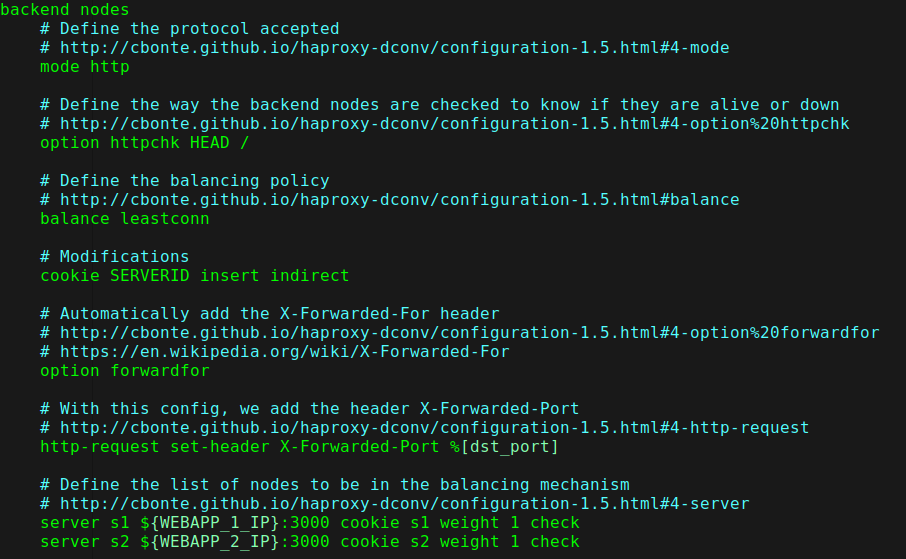 backend nodes
# Define the protocol accepted
# http://cbonte.github.io/haproxy-dconv/configuration-1.5.html#4-mode
mode http
# Define the way the backend nodes are checked to know if they are alive or down
# http://cbonte.github.io/haproxy-dconv/configuration-1.5.html#4-option%20httpchk
option httpchk HEAD /
# Define the balancing policy
# http://cbonte.github.io/haproxy-dconv/configuration-1.5.html#balance
balance leastconn
# Modifications
cookie SERVERID insert indirect
# Automatically add the X-Forwarded-For header
# http://cbonte.github.io/haproxy-dconv/configuration-1.5.html#4-option%20forwardfor
# https://en.wikipedia.org/wiki/X-Forwarded-For
option forwardfor
# With this config, we add the header X-Forwarded-Port
# http://cbonte.github.io/haproxy-dconv/configuration-1.5.html#4-http-request
http-request set-header X-Forwarded-Port %[dst_port]
# Define the list of nodes to be in the balancing mechanism
# http://cbonte.github.io/haproxy-dconv/configuration-1.5.html#4-server
server s1 ${WEBAPP_1_IP}:3000 cookie s1 weight 1 check
server s2 ${WEBAPP_2_IP}:3000 cookie s2 weight 1 check